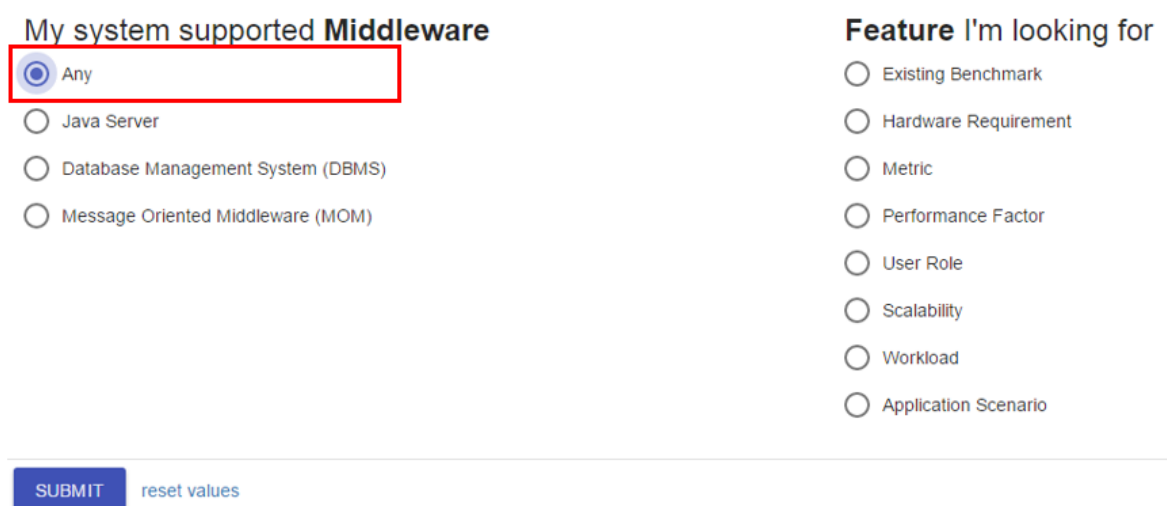 My system supported Middleware
Any
Java Server
Database Management System (DBMS)
Message Oriented Middleware (MOM)
Feature I'm looking for
Existing Benchmark
Hardware Requirement
Metric
Performance Factor
User Role
Scalability
Workload
Application Scenario
SUBMIT reset values